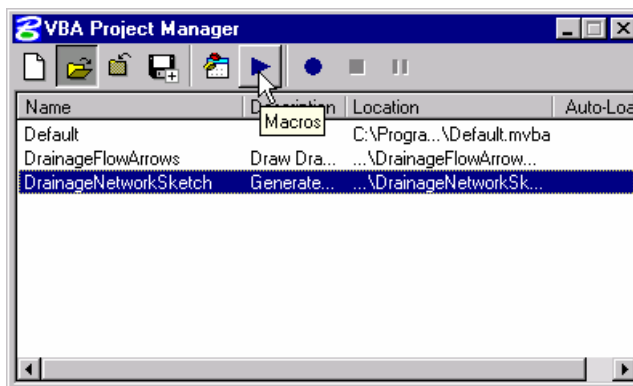 VBA Project Manager
Name Description Location Auto-Loa
Macros
Default C:\Progra...\Default.mvba
DrainageFlowArrows Draw Dra... ...\DrainageFlowArrow...
DrainageNetworkSketch Generate... ...\DrainageNetworkSk...